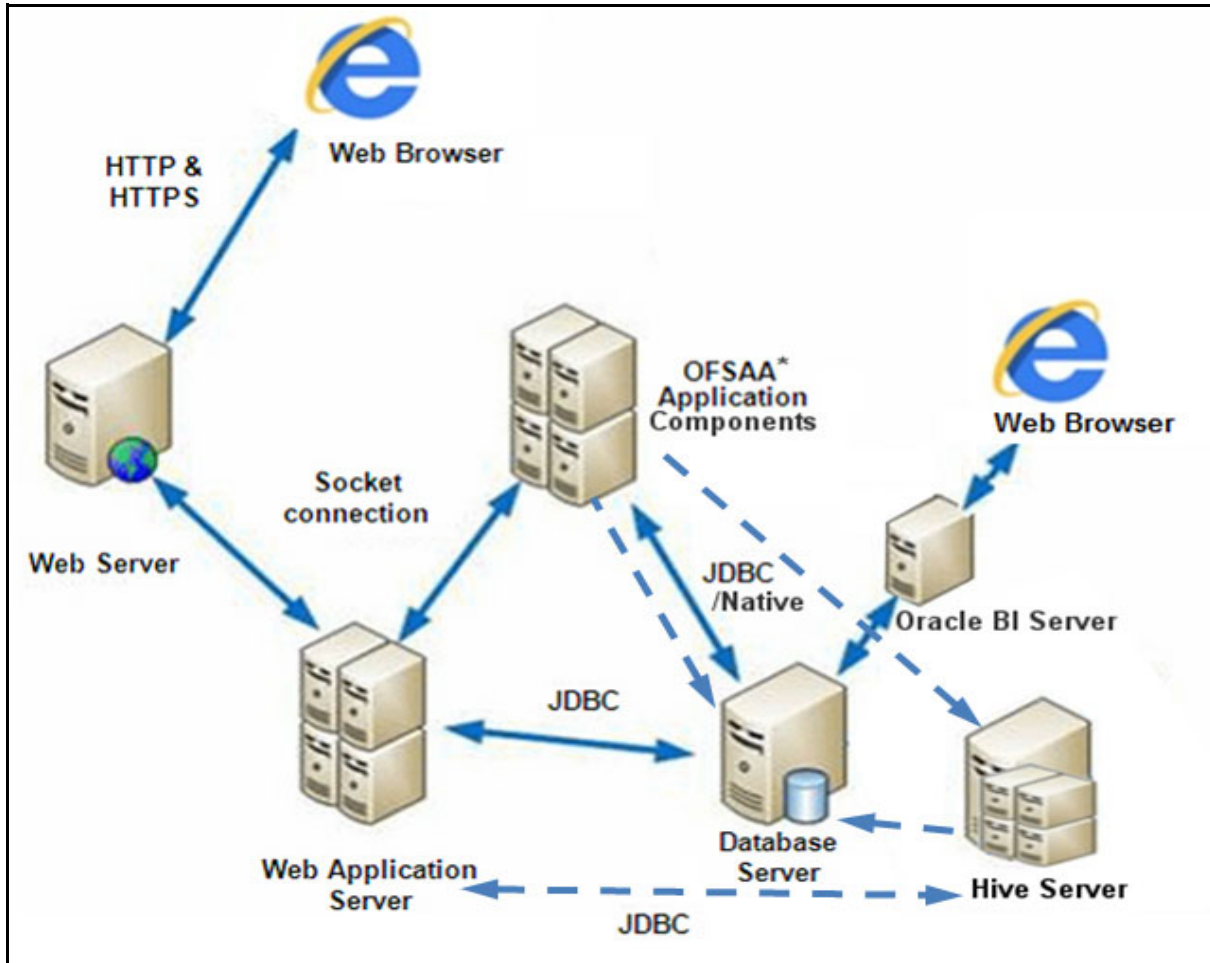 Web Browser
HTTP &
HTTPS
OFSAA*
Application
Components
Web Browser
Socket
connection
Web Server
JDBC
/Native
Oracle BI Server
JDBC
Database
Server
Web Application
Server
Hive Server
JDBC